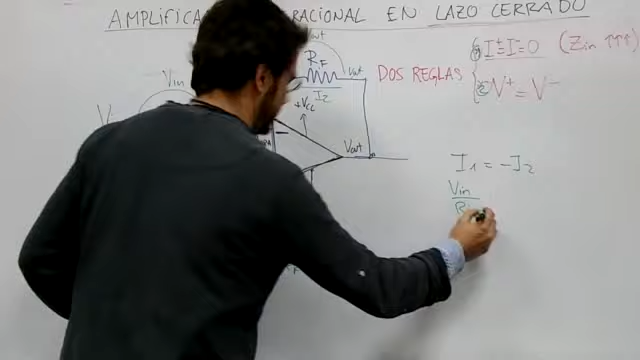 AMPLIFICA RACIONAL EN LAZO CERRADO
Vin
RF
Vout
I2
+Vcc
Vout
DOS REGLAS
① I+=I-=0 (Zin ↑↑↑)
② V+ = V-
I1 = -I2
Vin